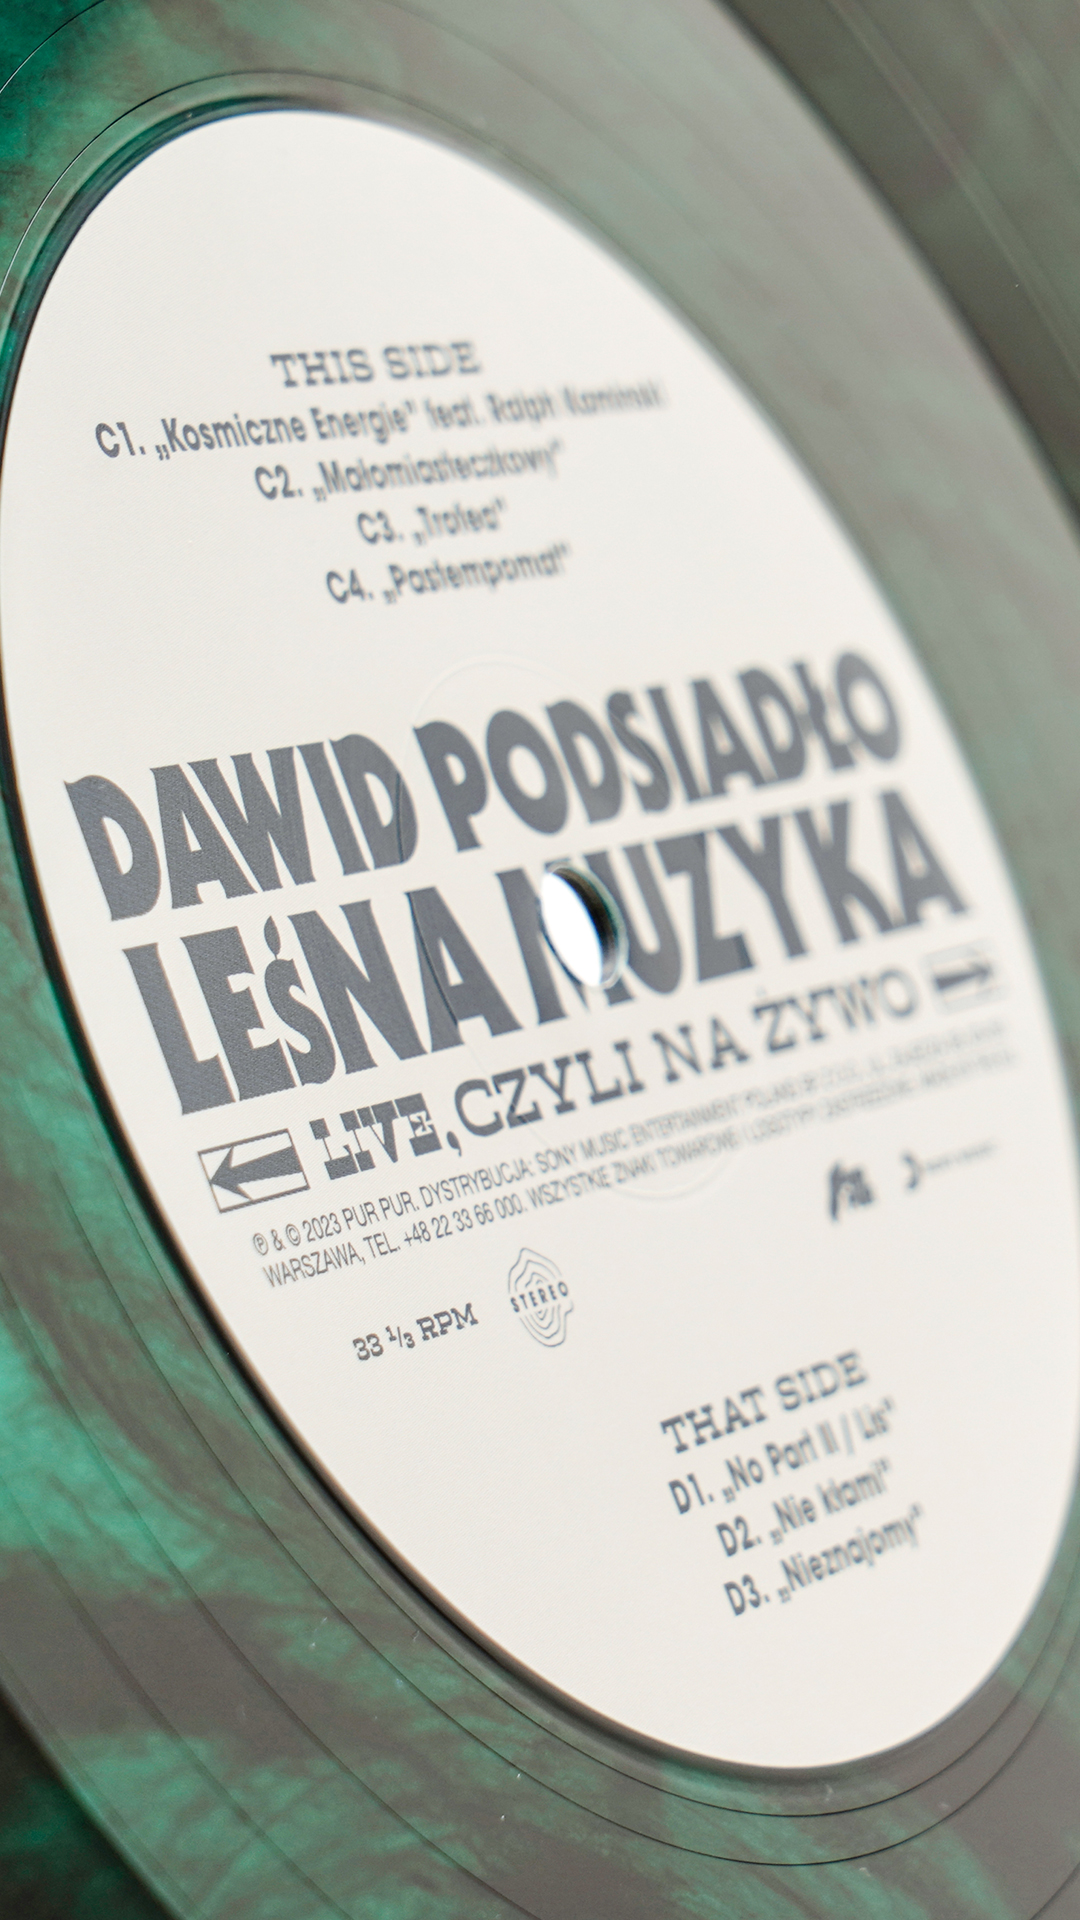 THIS SIDE
C1. „Kosmiczne Energie” feat. Ralph Kaminski
C2. „Małomiasteczkowy”
C3. „Trofea”
C4. „Pastempomat”
DAWID PODSIADŁO
LEŚNA MUZYKA
LIVE, CZYLI NA ŻYWO
Ⓟ & © 2023 PUR PUR. DYSTRYBUCJA: SONY MUSIC ENTERTAINMENT POLAND SP.
WARSZAWA, TEL. +48 22 33 66 000. WSZYSTKIE ZNAKI TOWAROWE I LOGOTYPY ZASTRZEŻONE.
33 ⅓ RPM
STEREO
THAT SIDE
D1. „No Part II / Lis”
D2. „Nie kłami”
D3. „Nieznajomy”